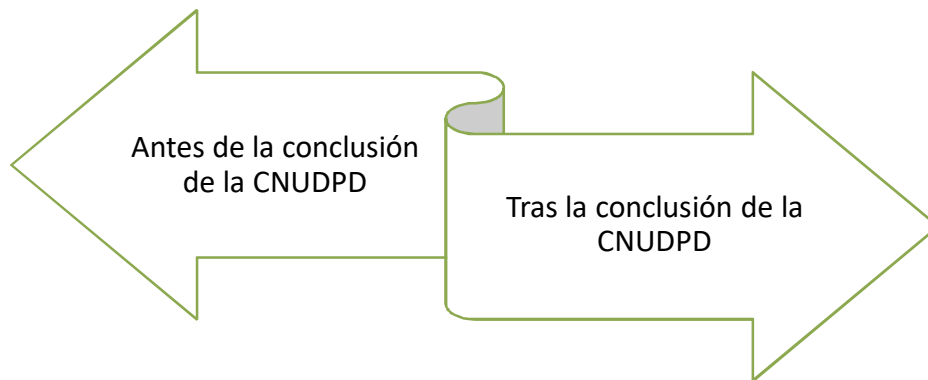 Antes de la conclusión
de la CNUDPD
Tras la conclusión de la
CNUDPD